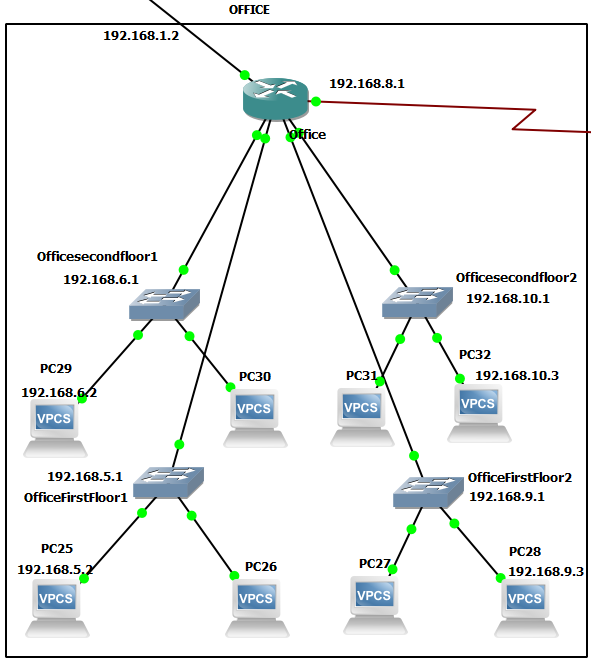 OFFICE
192.168.1.2
192.168.8.1
Office
Officesecondfloor1
192.168.6.1
Officesecondfloor2
192.168.10.1
PC29
192.168.6.2
VPCS
PC30
VPCS
PC31
VPCS
PC32
192.168.10.3
VPCS
192.168.5.1
OfficeFirstFloor1
OfficeFirstFloor2
192.168.9.1
PC25
192.168.5.2
VPCS
PC26
VPCS
PC27
VPCS
PC28
192.168.9.3
VPCS